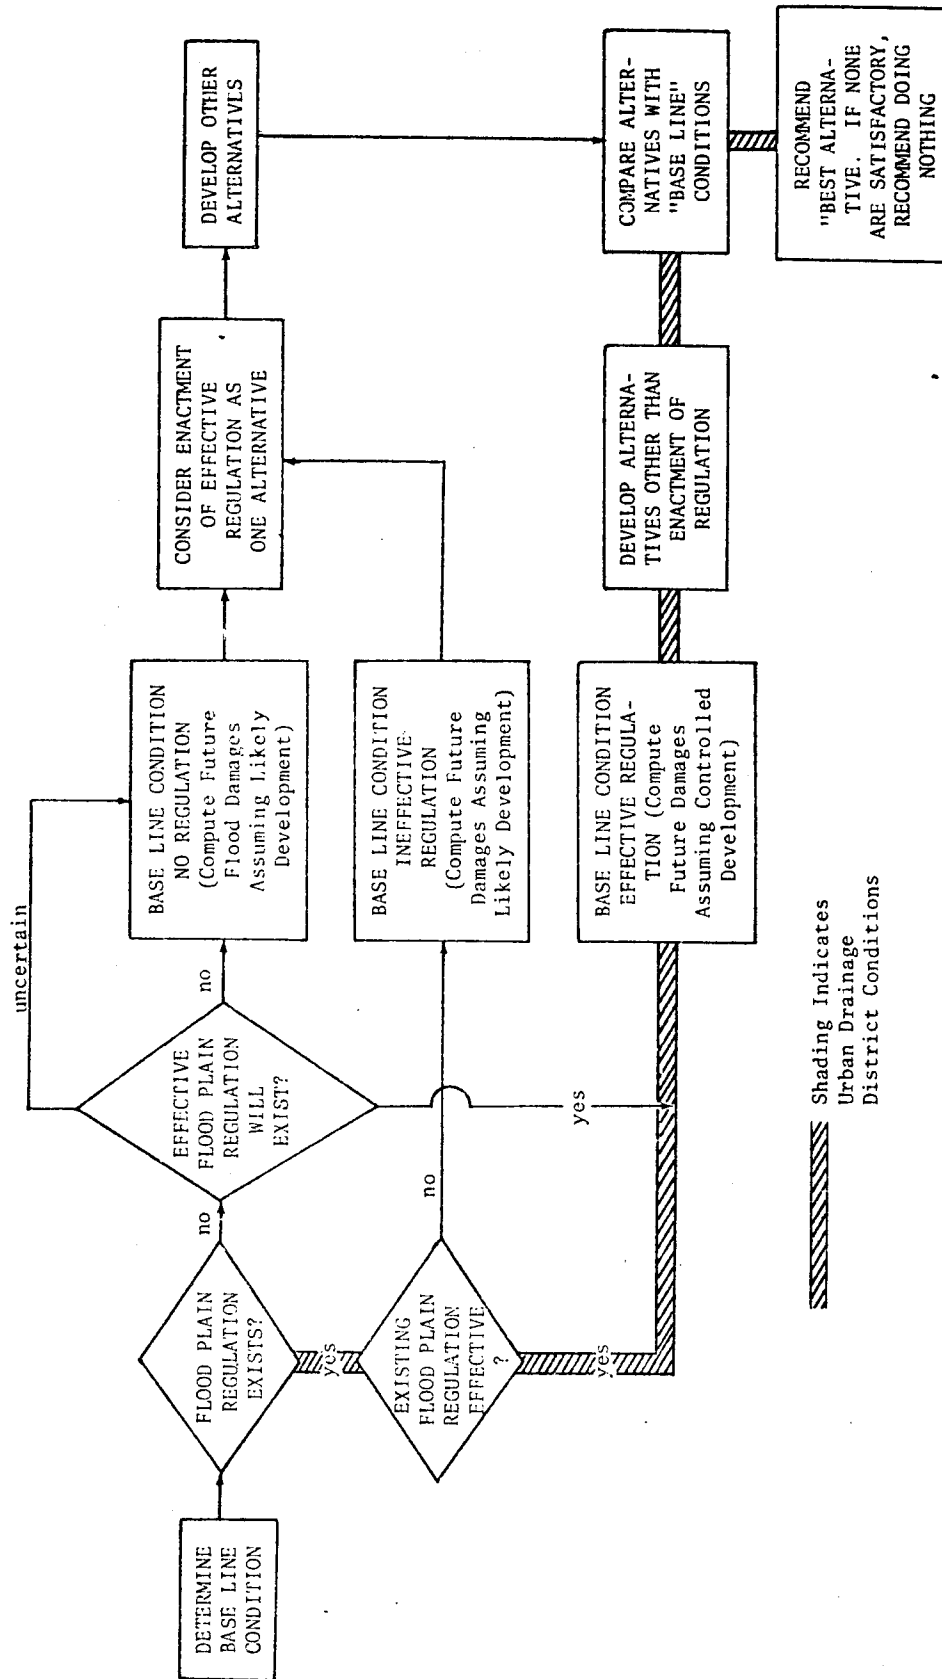 DETERMINE
BASE LINE
CONDITION
FLOOD PLAIN
REGULATION
EXISTS?
no
yes
EFFECTIVE
FLOOD PLAIN
REGULATION
WILL
EXIST?
uncertain
no
yes
EXISTING
FLOOD PLAIN
REGULATION
EFFECTIVE
?
no
yes
BASE LINE CONDITION
NO REGULATION
(Compute Future
Flood Damages
Assuming Likely
Development)
BASE LINE CONDITION
INEFFECTIVE
REGULATION
(Compute Future
Damages Assuming
Likely Development)
BASE LINE CONDITION
EFFECTIVE REGULA-
TION (Compute
Future Damages
Assuming Controlled
Development)
CONSIDER ENACTMENT
OF EFFECTIVE
REGULATION AS
ONE ALTERNATIVE
DEVELOP OTHER
ALTERNATIVES
DEVELOP ALTERNA-
TIVES OTHER THAN
ENACTMENT OF
REGULATION
COMPARE ALTER-
NATIVES WITH
"BASE LINE"
CONDITIONS
RECOMMEND
"BEST ALTERNA-
TIVE. IF NONE
ARE SATISFACTORY,
RECOMMEND DOING
NOTHING
Shading Indicates
Urban Drainage
District Conditions